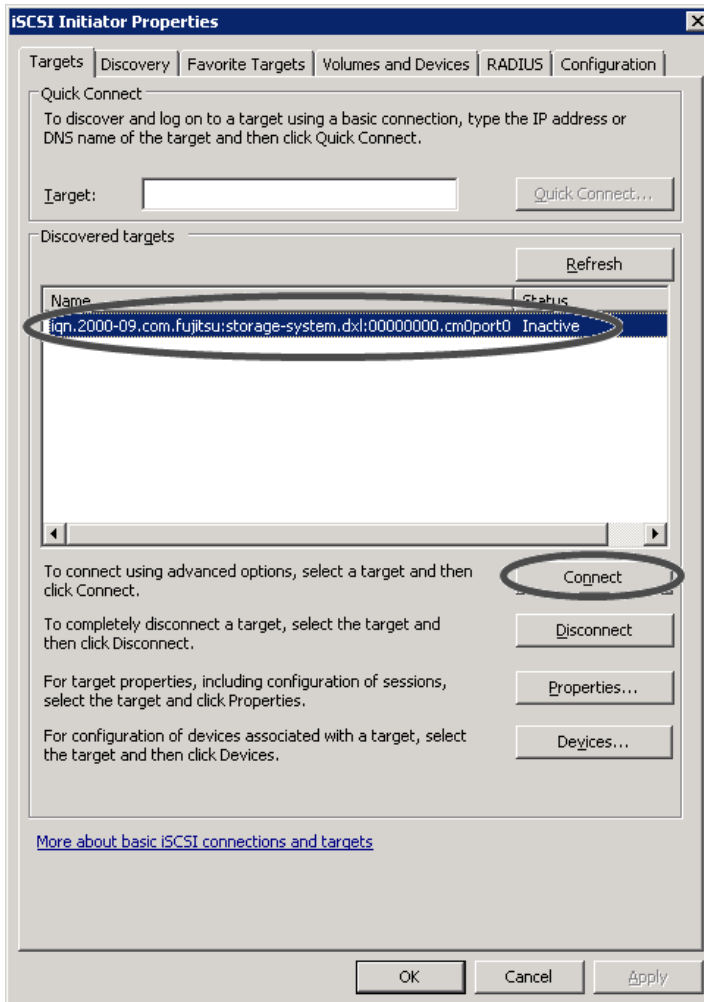 iSCSI Initiator Properties
Targets Discovery Favorite Targets Volumes and Devices RADIUS Configuration
Quick Connect
To discover and log on to a target using a basic connection, type the IP address or
DNS name of the target and then click Quick Connect.
Target:
Quick Connect...
Discovered targets
Refresh
Name Status
iqn.2000-09.com.fujitsu:storage-system.dxl:00000000.cm0port0 Inactive
To connect using advanced options, select a target and then
click Connect.
Connect
To completely disconnect a target, select the target and
then click Disconnect.
Disconnect
For target properties, including configuration of sessions,
select the target and click Properties.
Properties...
For configuration of devices associated with a target, select
the target and then click Devices.
Devices...
More about basic iSCSI connections and targets
OK Cancel Apply